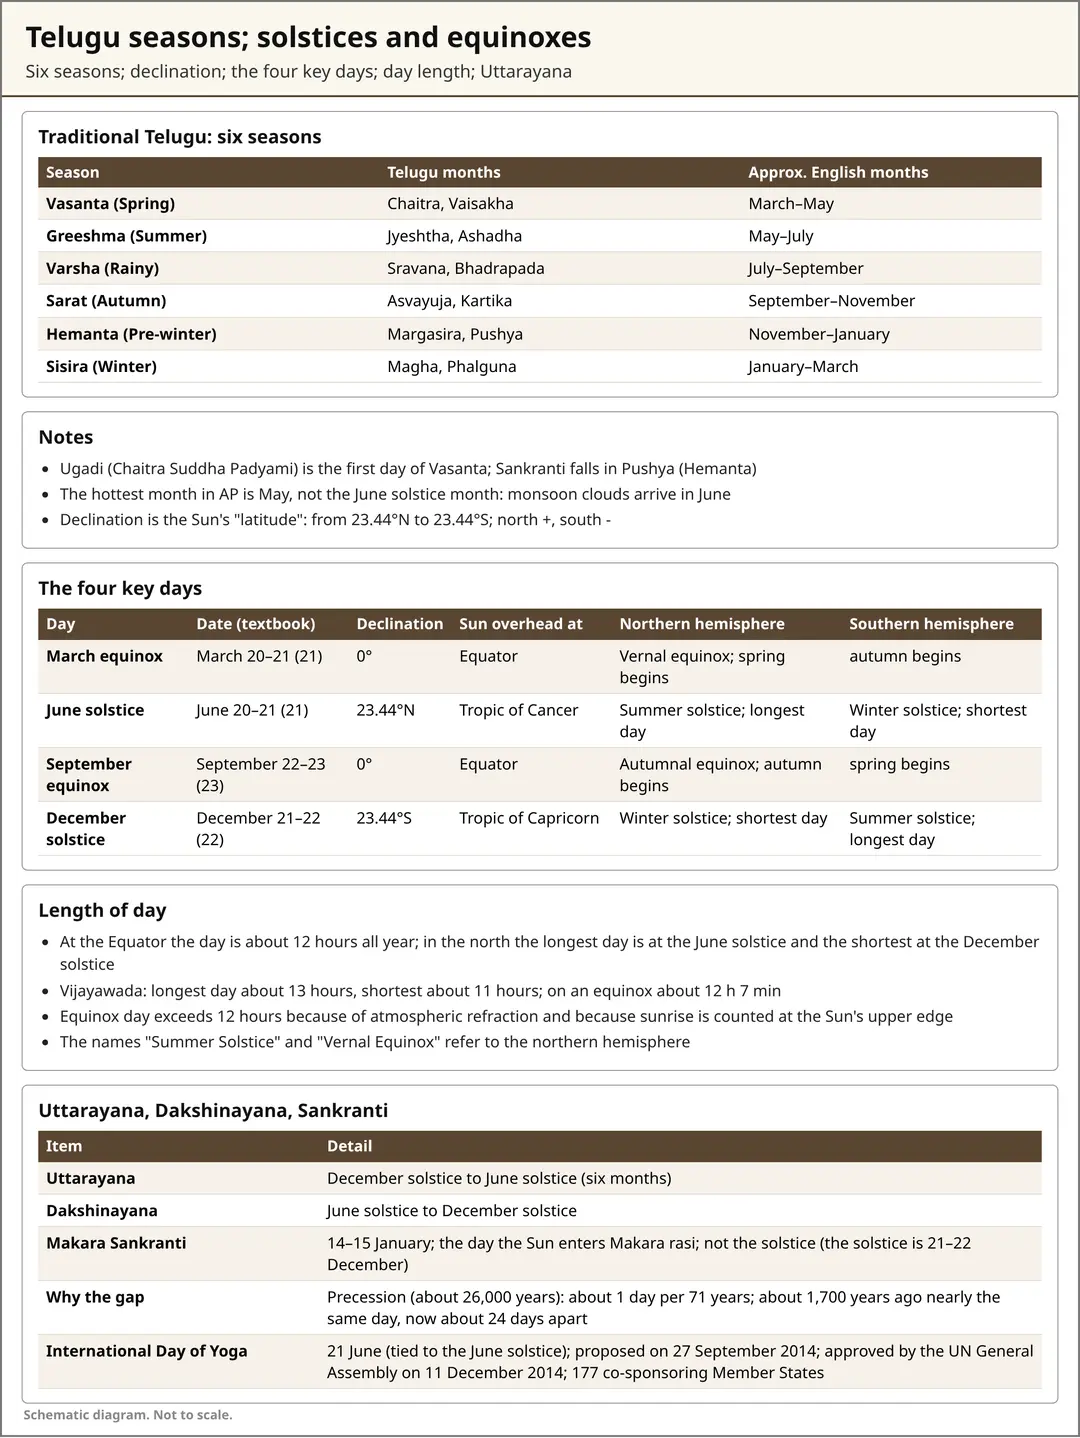 Telugu seasons; solstices and equinoxes
Six seasons; declination; the four key days; day length; Uttarayana
Traditional Telugu: six seasons
Season Telugu months Approx. English months
Vasanta (Spring) Chaitra, Vaisakha March–May
Greeshma (Summer) Jyeshtha, Ashadha May–July
Varsha (Rainy) Sravana, Bhadrapada July–September
Sarat (Autumn) Asvayuja, Kartika September–November
Hemanta (Pre-winter) Margasira, Pushya November–January
Sisira (Winter) Magha, Phalguna January–March
Notes
• Ugadi (Chaitra Suddha Padyami) is the first day of Vasanta; Sankranti falls in Pushya (Hemanta)
• The hottest month in AP is May, not the June solstice month: monsoon clouds arrive in June
• Declination is the Sun's "latitude": from 23.44°N to 23.44°S; north +, south -
The four key days
Day Date (textbook) Declination Sun overhead at Northern hemisphere Southern hemisphere
March equinox March 20–21 (21) 0° Equator Vernal equinox; spring autumn begins
begins
June solstice June 20–21 (21) 23.44°N Tropic of Cancer Summer solstice; longest Winter solstice; shortest
day day
September September 22–23 0° Equator Autumnal equinox; autumn spring begins
equinox (23) begins
December December 21–22 23.44°S Tropic of Capricorn Winter solstice; shortest day Summer solstice;
solstice (22) longest day
Length of day
• At the Equator the day is about 12 hours all year; in the north the longest day is at the June solstice and the shortest at the December
solstice
• Vijayawada: longest day about 13 hours, shortest about 11 hours; on an equinox about 12 h 7 min
• Equinox day exceeds 12 hours because of atmospheric refraction and because sunrise is counted at the Sun's upper edge
• The names "Summer Solstice" and "Vernal Equinox" refer to the northern hemisphere
Uttarayana, Dakshinayana, Sankranti
Item Detail
Uttarayana December solstice to June solstice (six months)
Dakshinayana June solstice to December solstice
Makara Sankranti 14–15 January; the day the Sun enters Makara rasi; not the solstice (the solstice is 21–22
December)
Why the gap Precession (about 26,000 years): about 1 day per 71 years; about 1,700 years ago nearly the
same day, now about 24 days apart
International Day of Yoga 21 June (tied to the June solstice); proposed on 27 September 2014; approved by the UN General
Assembly on 11 December 2014; 177 co-sponsoring Member States
Schematic diagram. Not to scale.